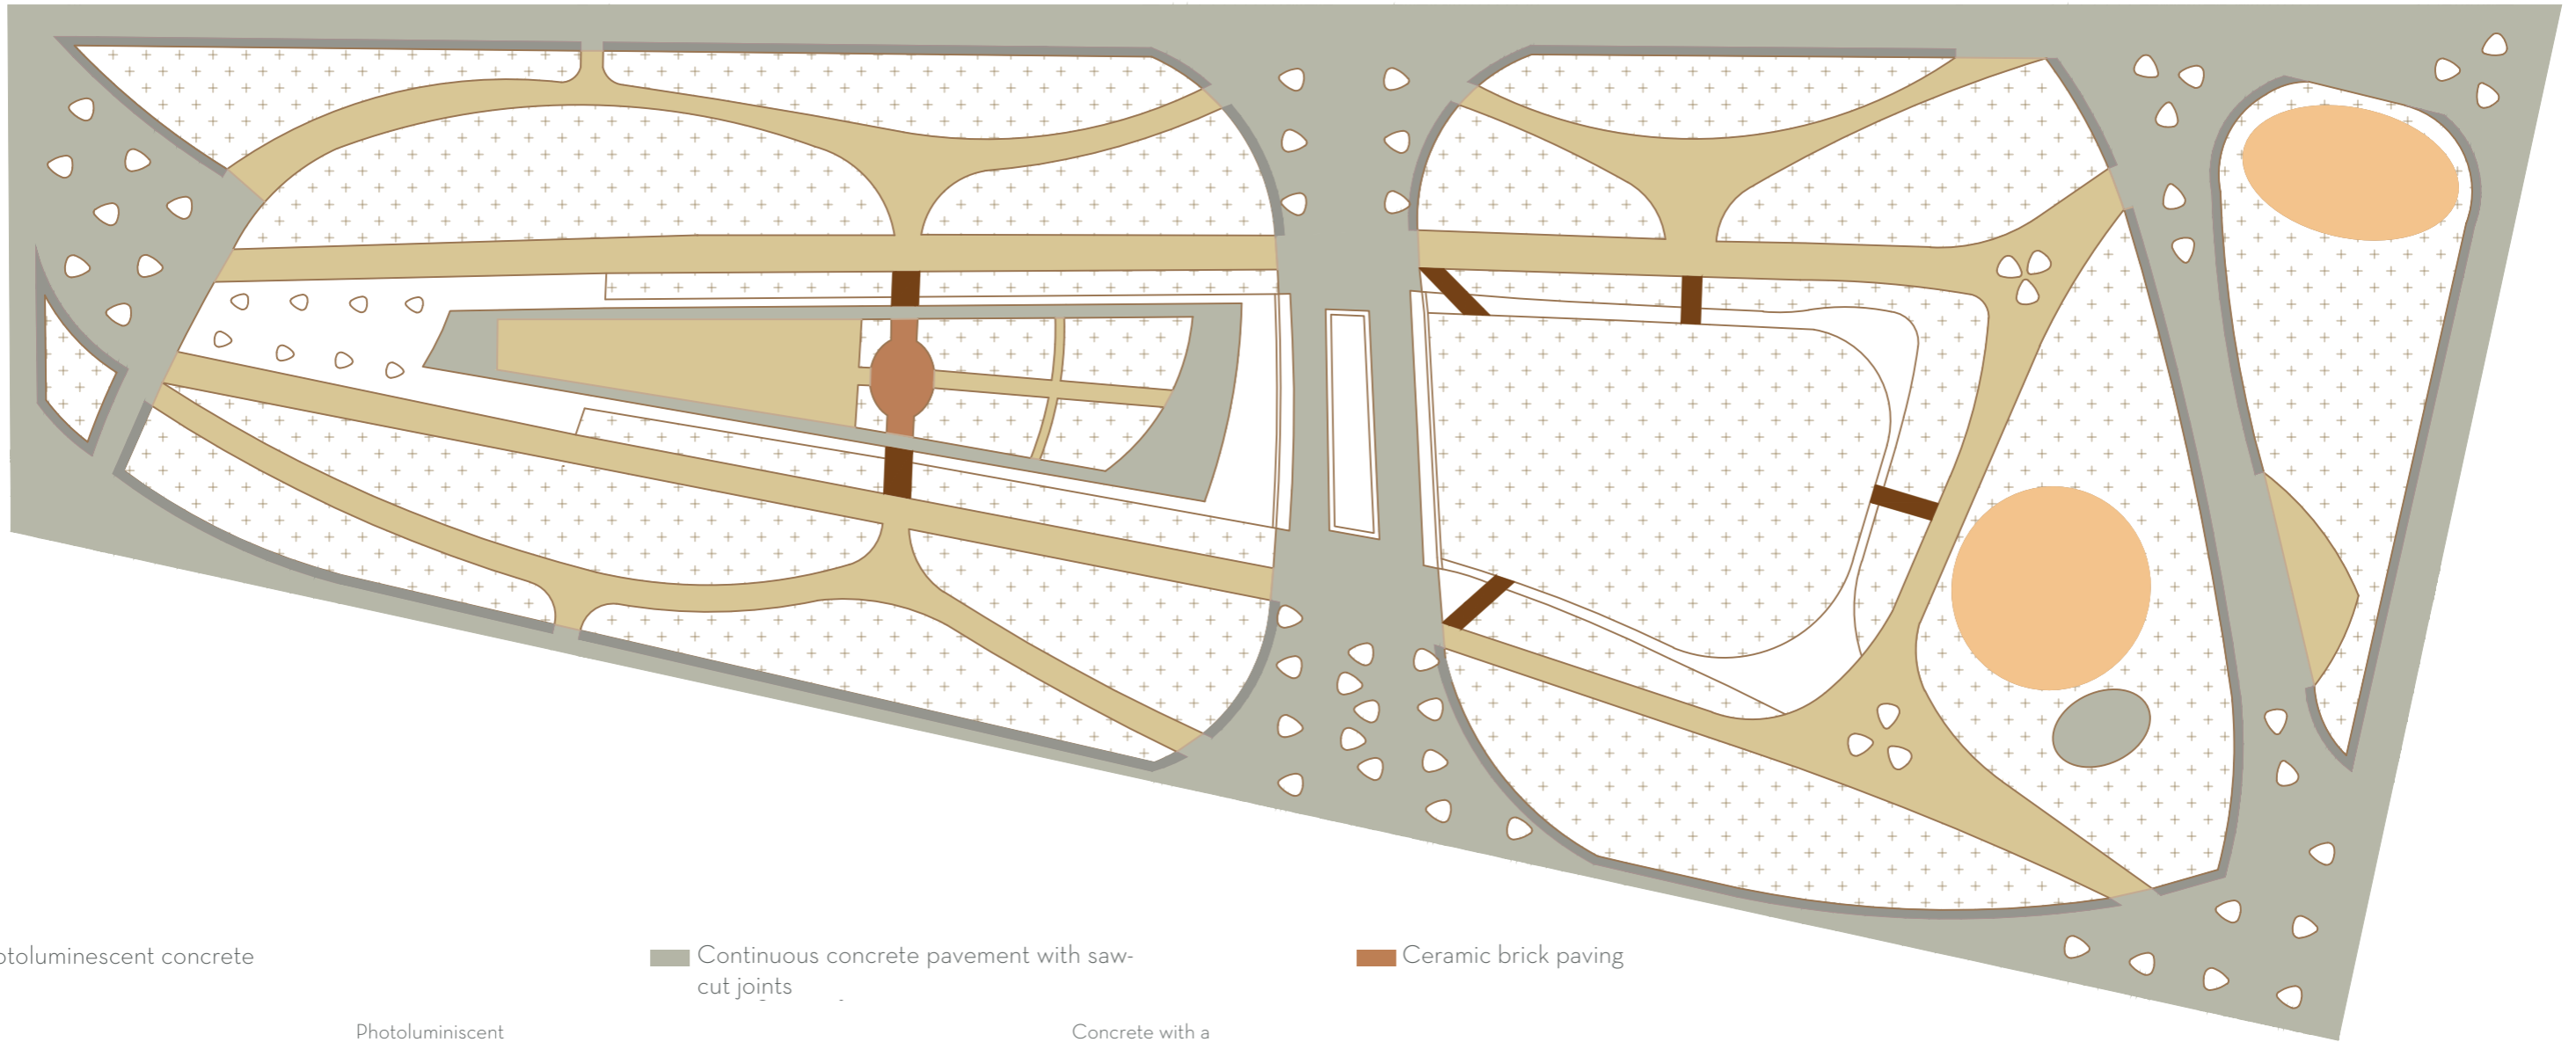 otoluminescent concrete
Continuous concrete pavement with saw-
cut joints
Ceramic brick paving
Photoluminiscent
Concrete with a